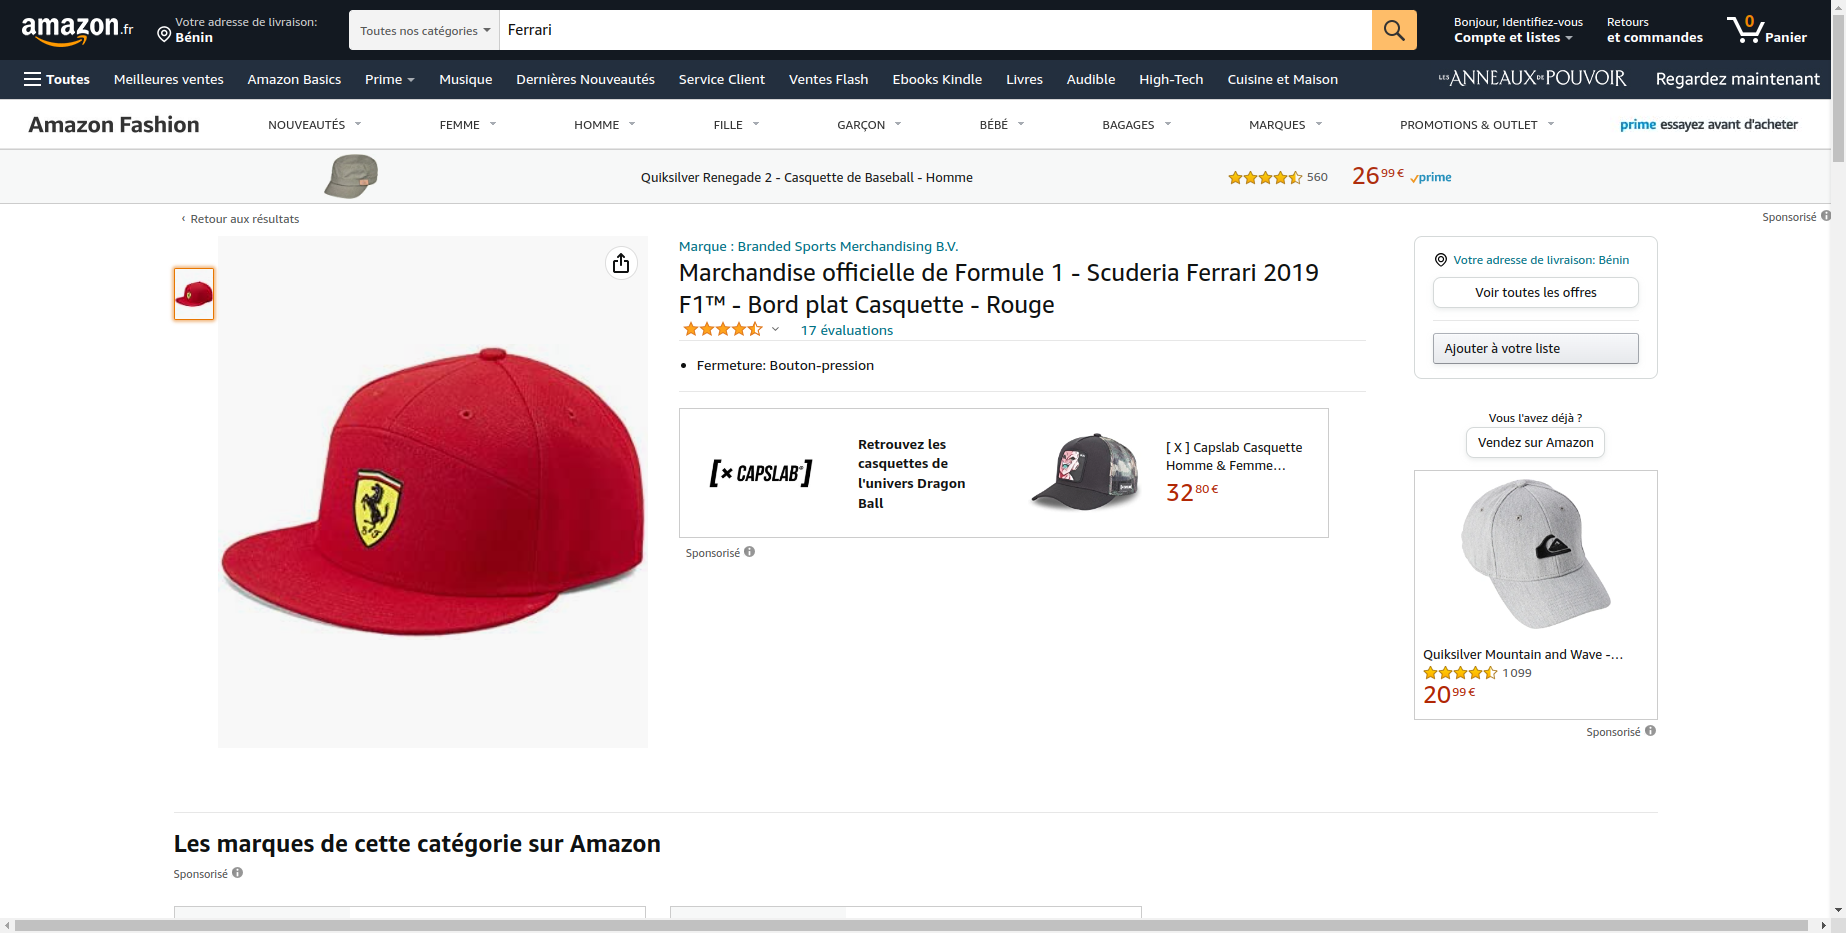 amazon.fr
Votre adresse de livraison:
Bénin
Toutes nos catégories
Ferrari
Bonjour, Identifiez-vous
Compte et listes
Retours
et commandes
0
Panier
Toutes
Meilleures ventes
Amazon Basics
Prime
Musique
Dernières Nouveautés
Service Client
Ventes Flash
Ebooks Kindle
Livres
Audible
High-Tech
Cuisine et Maison
LES ANNEAUX DE POUVOIR
Regardez maintenant
Amazon Fashion
NOUVEAUTÉS
FEMME
HOMME
FILLE
GARÇON
BÉBÉ
BAGAGES
MARQUES
PROMOTIONS & OUTLET
prime essayez avant d'acheter
Quiksilver Renegade 2 - Casquette de Baseball - Homme
560
26,99 €
prime
‹ Retour aux résultats
Sponsorisé
Marque : Branded Sports Merchandising B.V.
Marchandise officielle de Formule 1 - Scuderia Ferrari 2019
F1™ - Bord plat Casquette - Rouge
17 évaluations
• Fermeture: Bouton-pression
[× CAPSLAB®]
Retrouvez les
casquettes de
l'univers Dragon
Ball
[ X ] Capslab Casquette
Homme & Femme…
32,80 €
Sponsorisé
S F
Votre adresse de livraison: Bénin
Voir toutes les offres
Ajouter à votre liste
Vous l'avez déjà ?
Vendez sur Amazon
Quiksilver Mountain and Wave -…
1 099
20,99 €
Sponsorisé
Les marques de cette catégorie sur Amazon
Sponsorisé